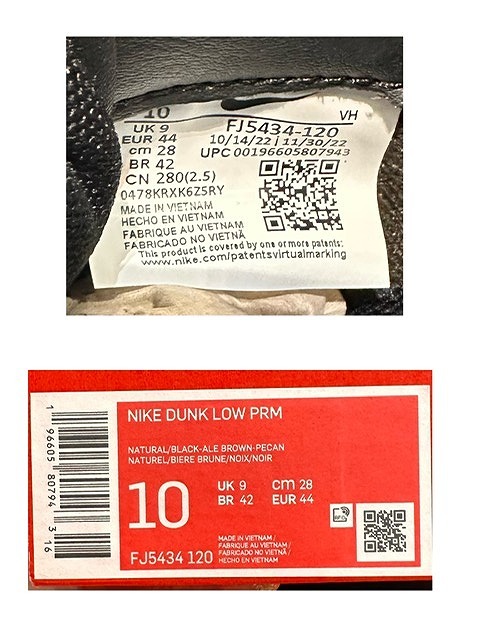 10
VH
UK 9
EUR 44
cm 28
BR 42
CN 280(2.5)
0478KRXK6Z5RY
FJ5434-120
10/14/22 | 11/30/22
UPC 00196605807943
MADE IN VIETNAM
HECHO EN VIETNAM
FABRIQUE AU VIETNAM
FABRICADO NO VIETNÃ
This product is covered by one or more patents:
www.nike.com/patentsvirtualmarking
1 96605 80794 3 16
NIKE DUNK LOW PRM
NATURAL/BLACK-ALE BROWN-PECAN
NATUREL/BIERE BRUNE/NOIX/NOIR
10
UK 9 cm 28
BR 42 EUR 44
FJ5434 120
MADE IN VIETNAM /
FABRIQUE AU VIETNAM /
FABRICADO NO VIETNÃ /
HECHO EN VIETNAM